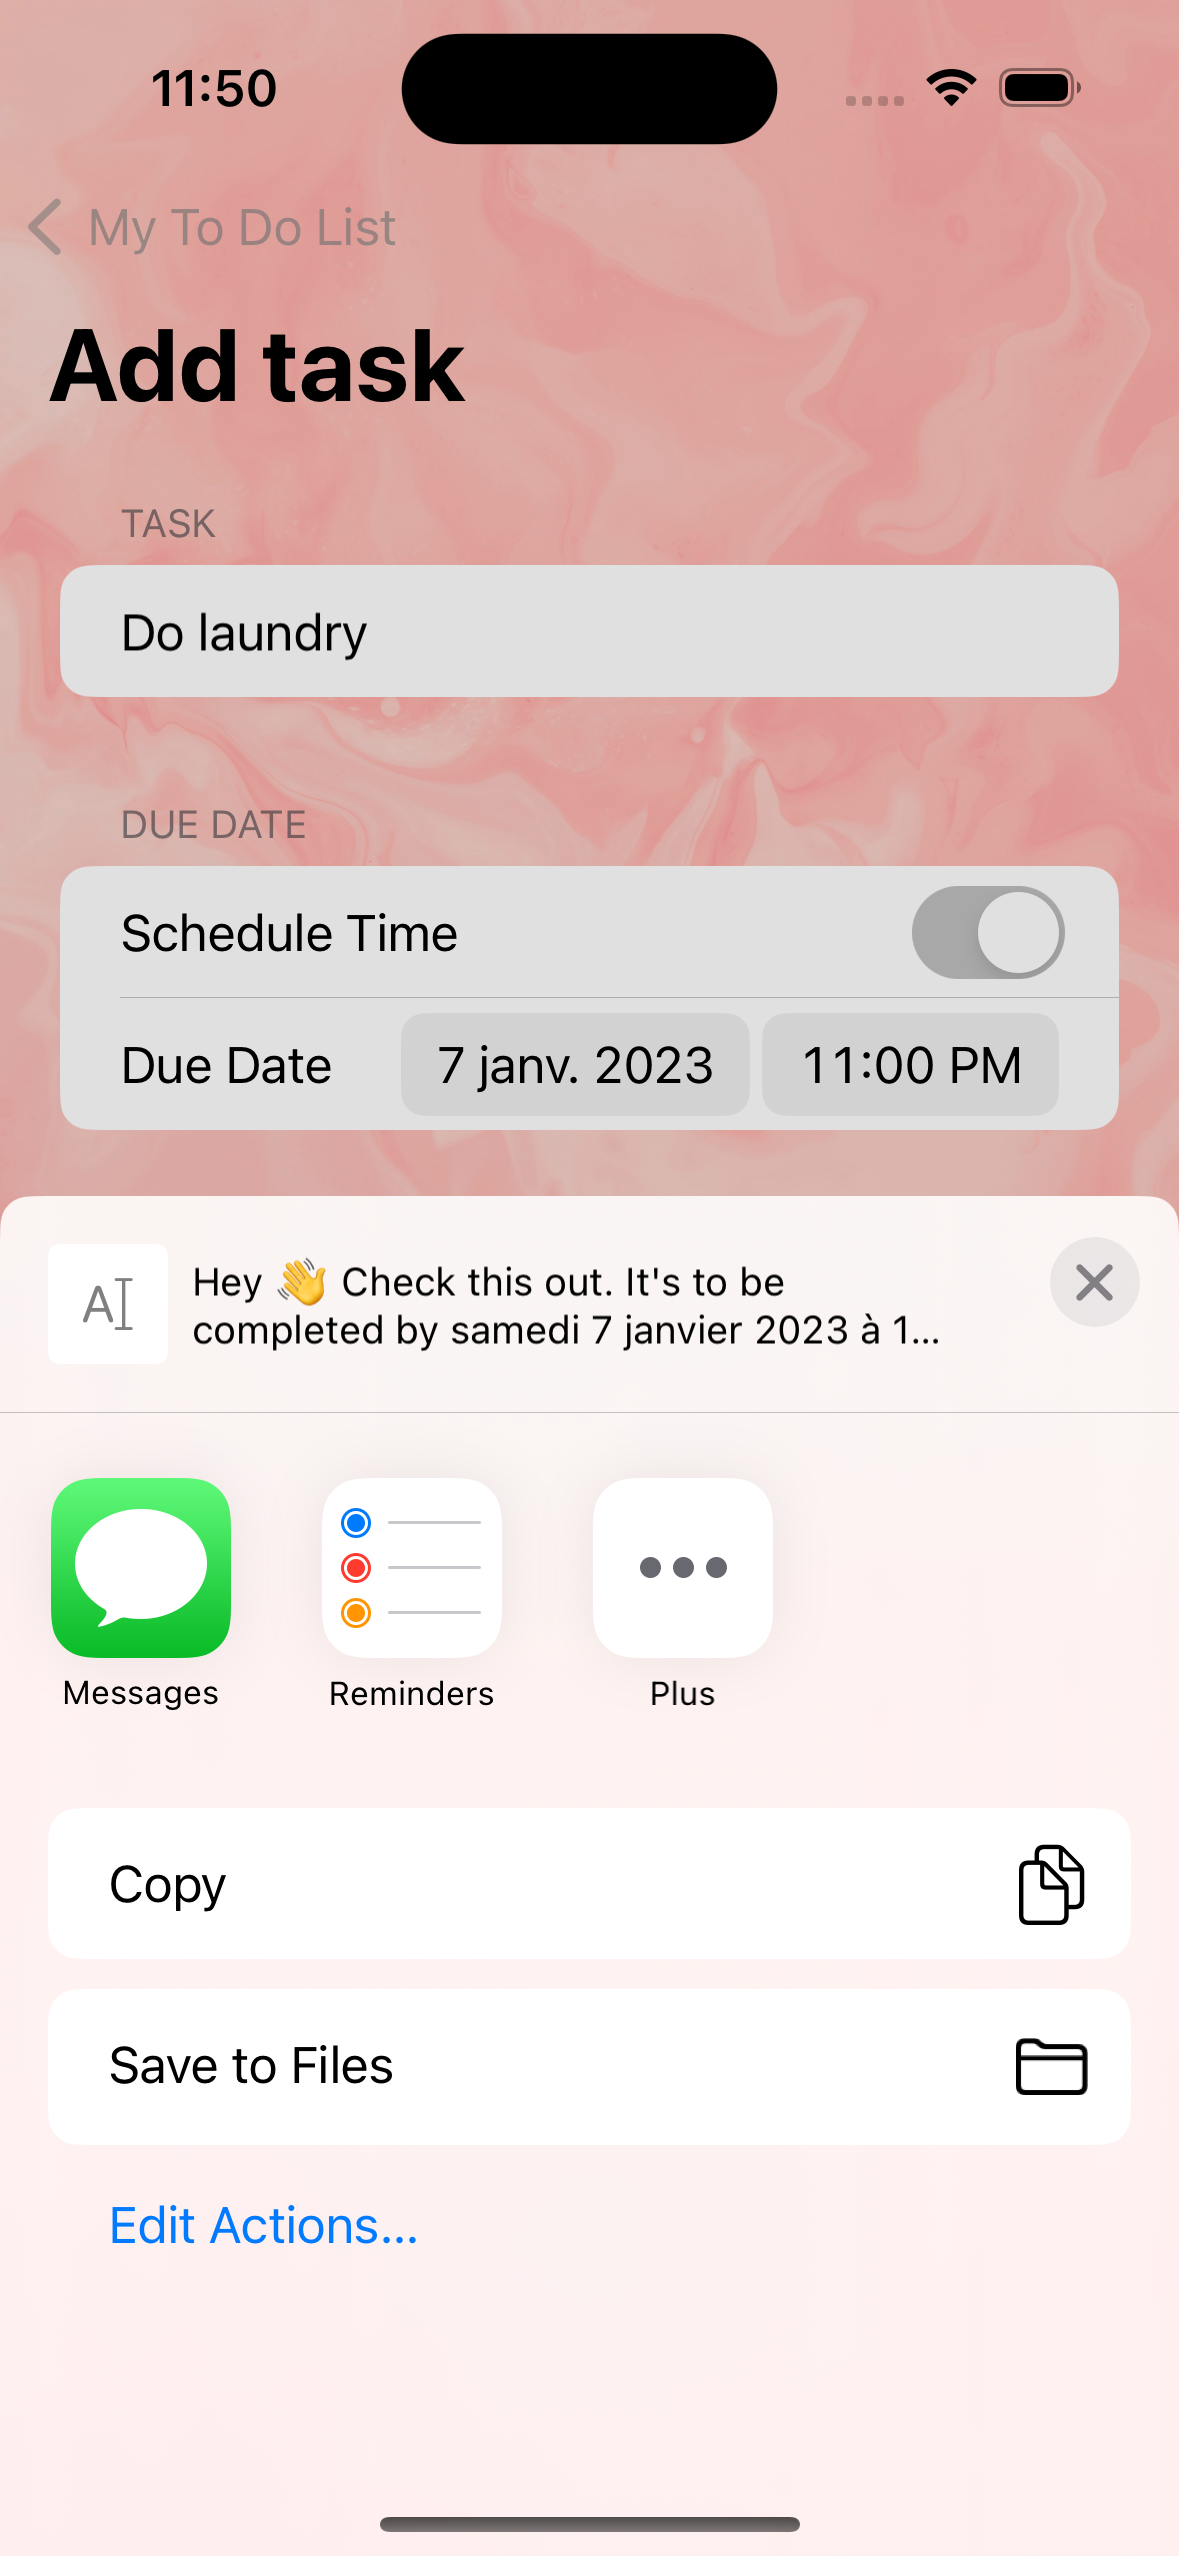 11:50
My To Do List
Add task
TASK
Do laundry
DUE DATE
Schedule Time
Due Date 7 janv. 2023 11:00 PM
A
Hey 👋 Check this out. It's to be
completed by samedi 7 janvier 2023 à 1...
Messages Reminders Plus
Copy
Save to Files
Edit Actions...